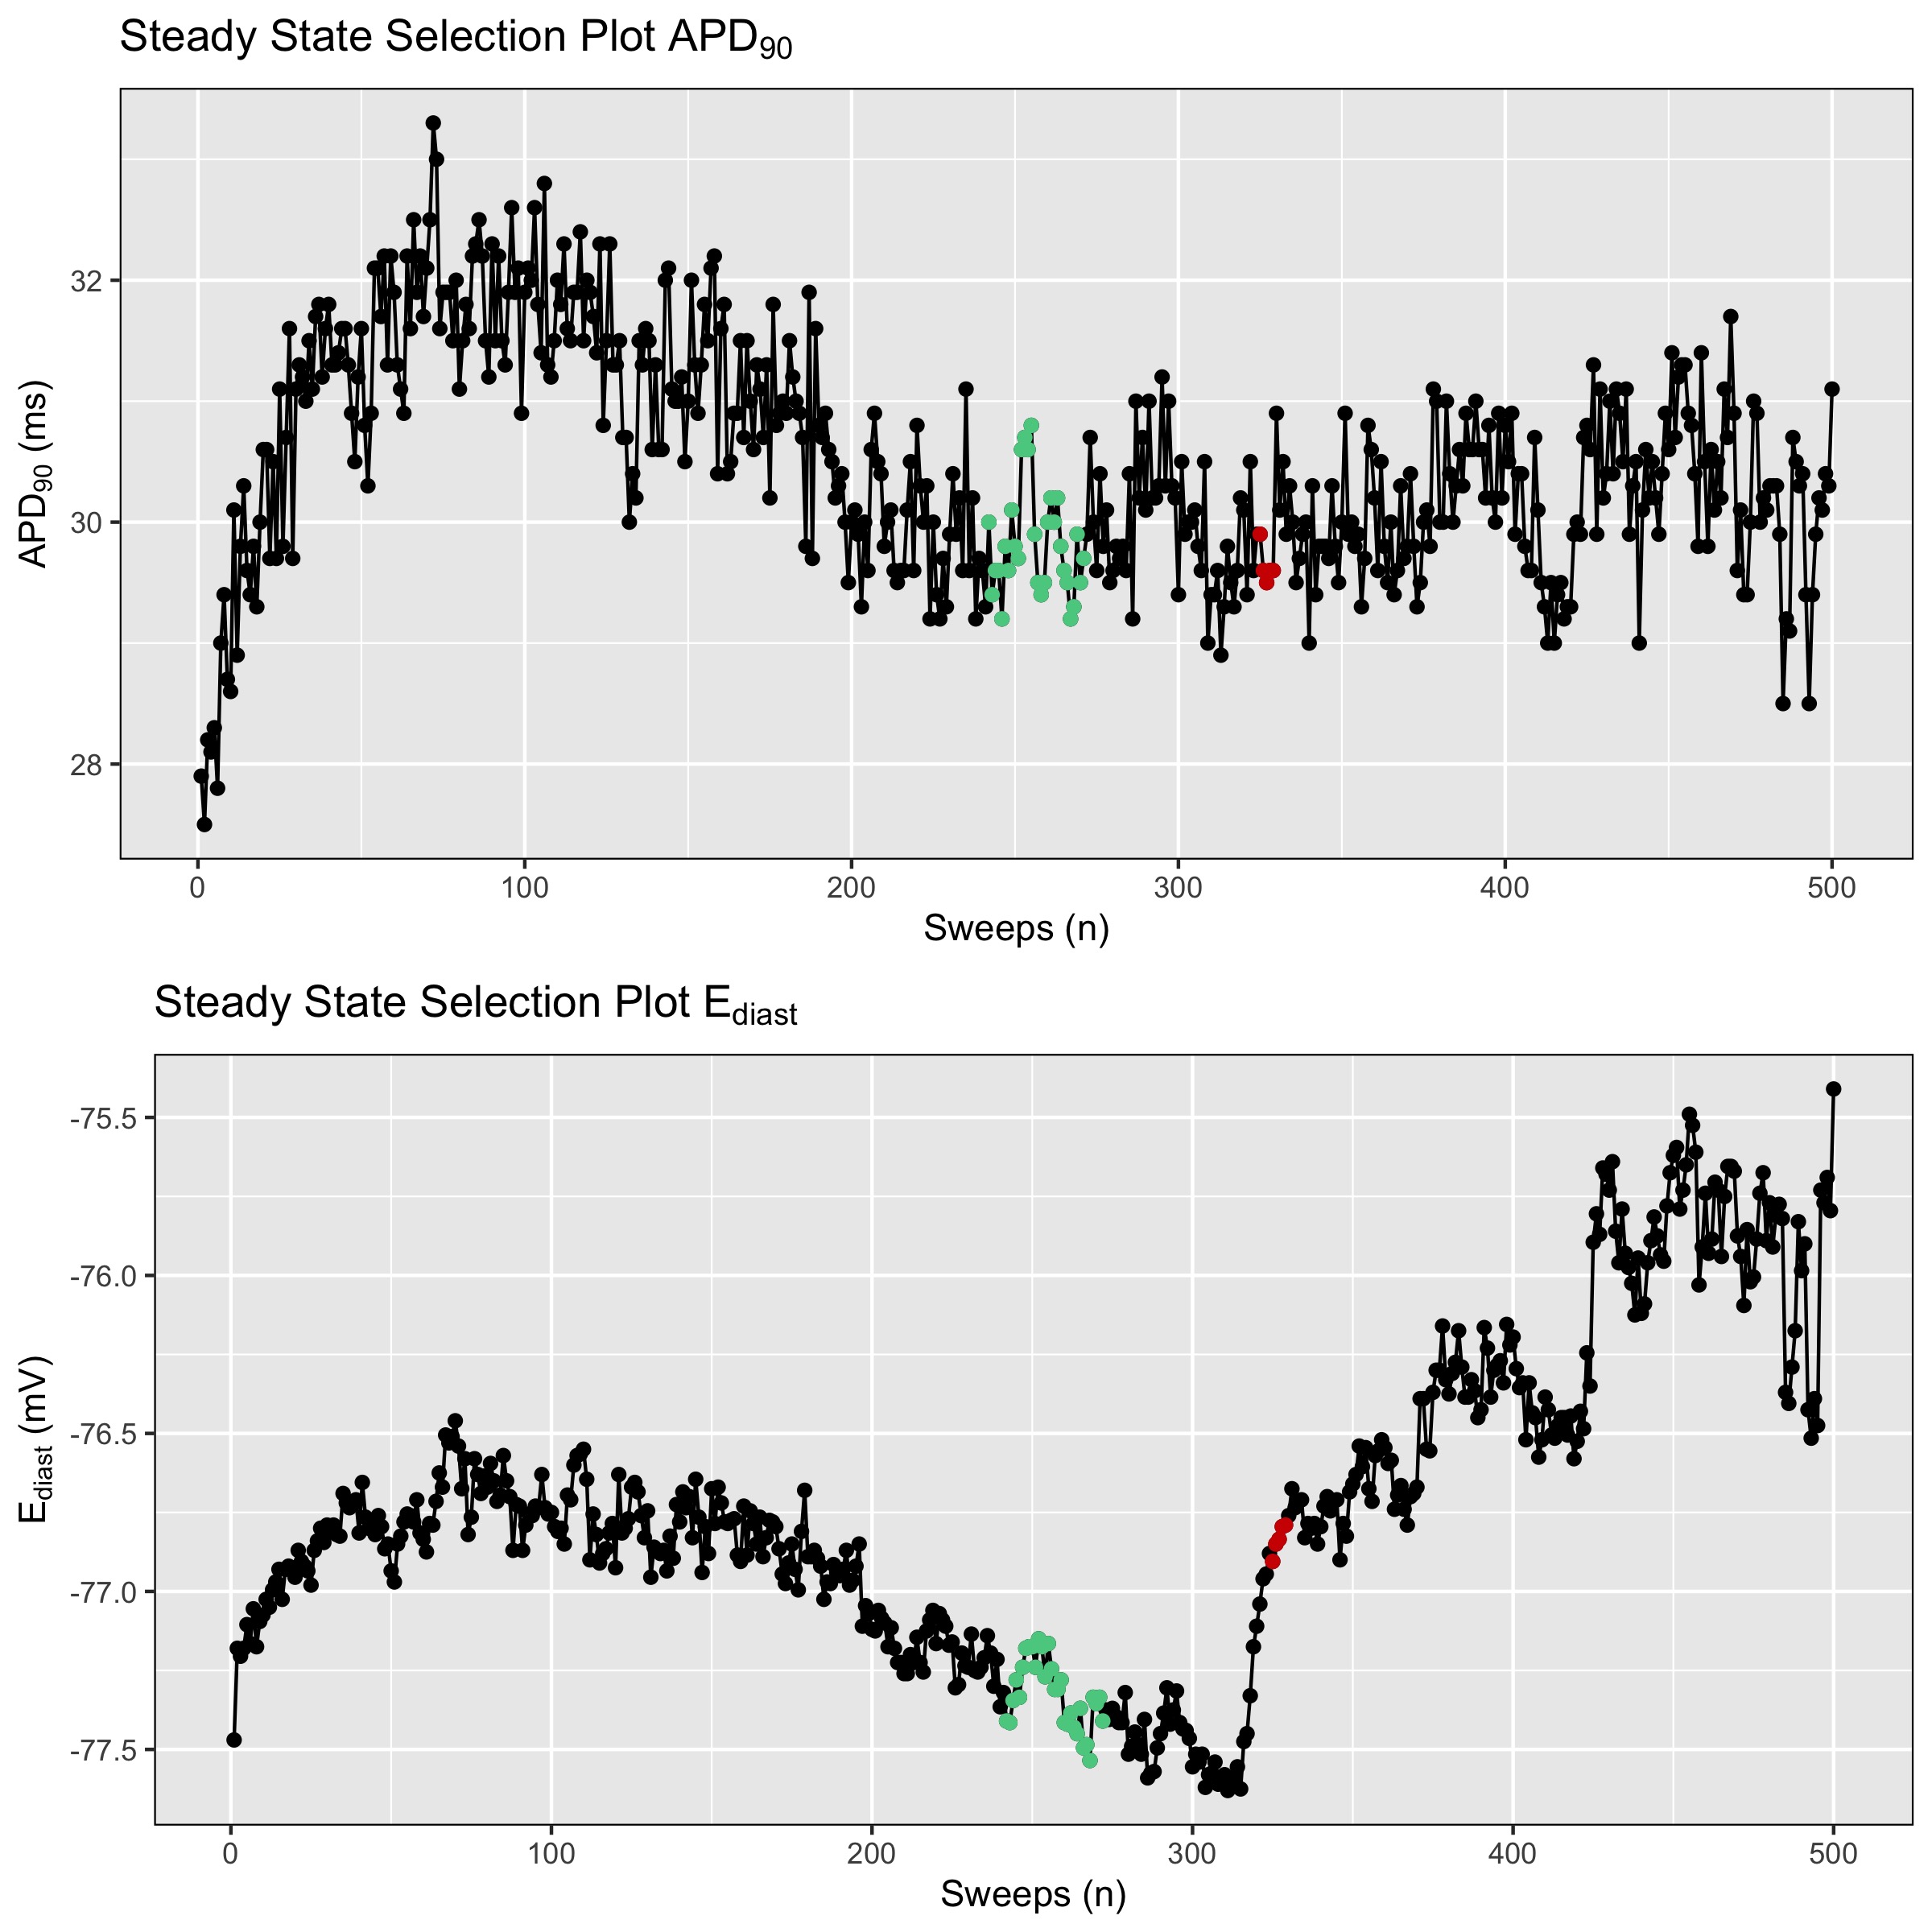 Steady State Selection Plot APD90
32
30
28
APD90 (ms)
0 100 200 300 400 500
Sweeps (n)
Steady State Selection Plot Ediast
-75.5
-76.0
-76.5
-77.0
-77.5
Ediast (mV)
0 100 200 300 400 500
Sweeps (n)